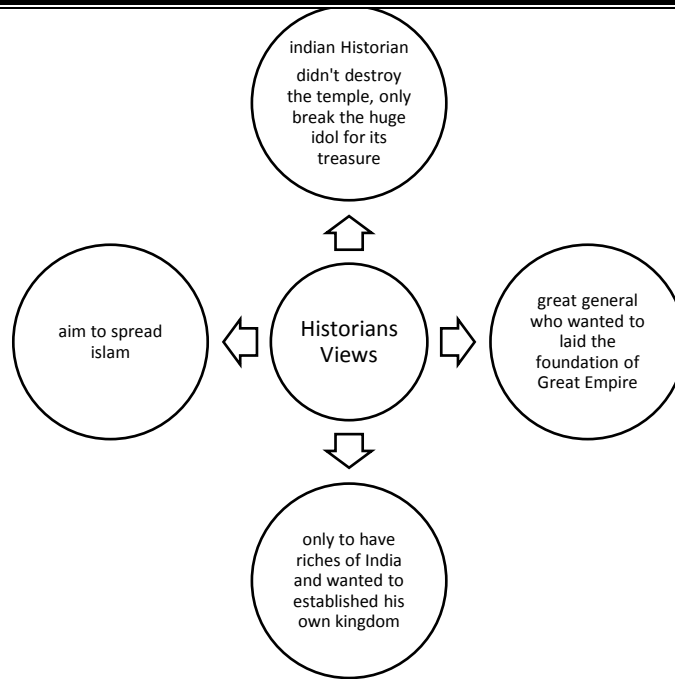 indian Historian
didn't destroy
the temple, only
break the huge
idol for its
treasure
aim to spread
islam
Historians
Views
great general
who wanted to
laid the
foundation of
Great Empire
only to have
riches of India
and wanted to
established his
own kingdom